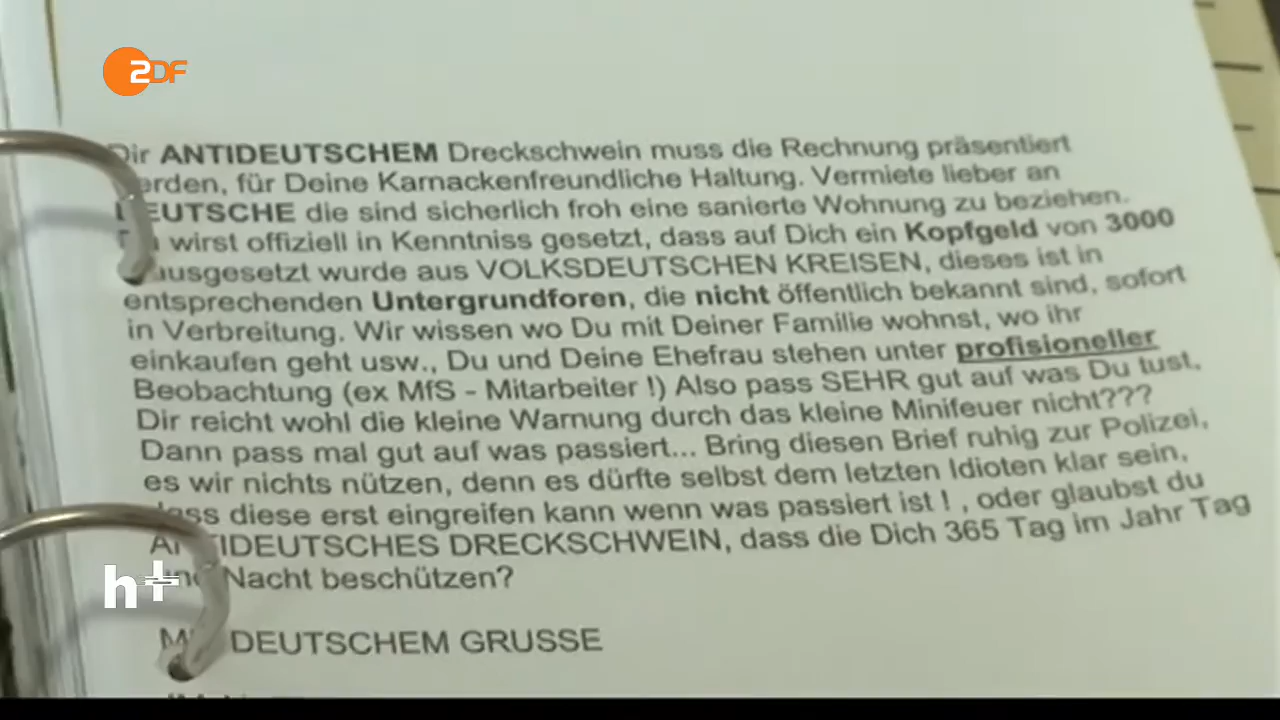 ZDF
Dir ANTIDEUTSCHEM Dreckschwein muss die Rechnung präsentiert
erden, für Deine Karnackenfreundliche Haltung. Vermiete lieber an
DEUTSCHE die sind sicherlich froh eine sanierte Wohnung zu beziehen.
wirst offiziell in Kenntniss gesetzt, dass auf Dich ein Kopfgeld von 3000
ausgesetzt wurde aus VOLKSDEUTSCHEN KREISEN, dieses ist in
entsprechenden Untergrundforen, die nicht öffentlich bekannt sind, sofort
in Verbreitung. Wir wissen wo Du mit Deiner Familie wohnst, wo ihr
einkaufen geht usw., Du und Deine Ehefrau stehen unter profisioneller
Beobachtung (ex MfS - Mitarbeiter !) Also pass SEHR gut auf was Du tust,
Dir reicht wohl die kleine Warnung durch das kleine Minifeuer nicht???
Dann pass mal gut auf was passiert... Bring diesen Brief ruhig zur Polizei,
es wir nichts nützen, denn es dürfte selbst dem letzten Idioten klar sein,
dass diese erst eingreifen kann wenn was passiert ist ! , oder glaubst du
ANTIDEUTSCHES DRECKSCHWEIN, dass die Dich 365 Tag im Jahr Tag
und Nacht beschützen?
h+
DEUTSCHEM GRUSSE